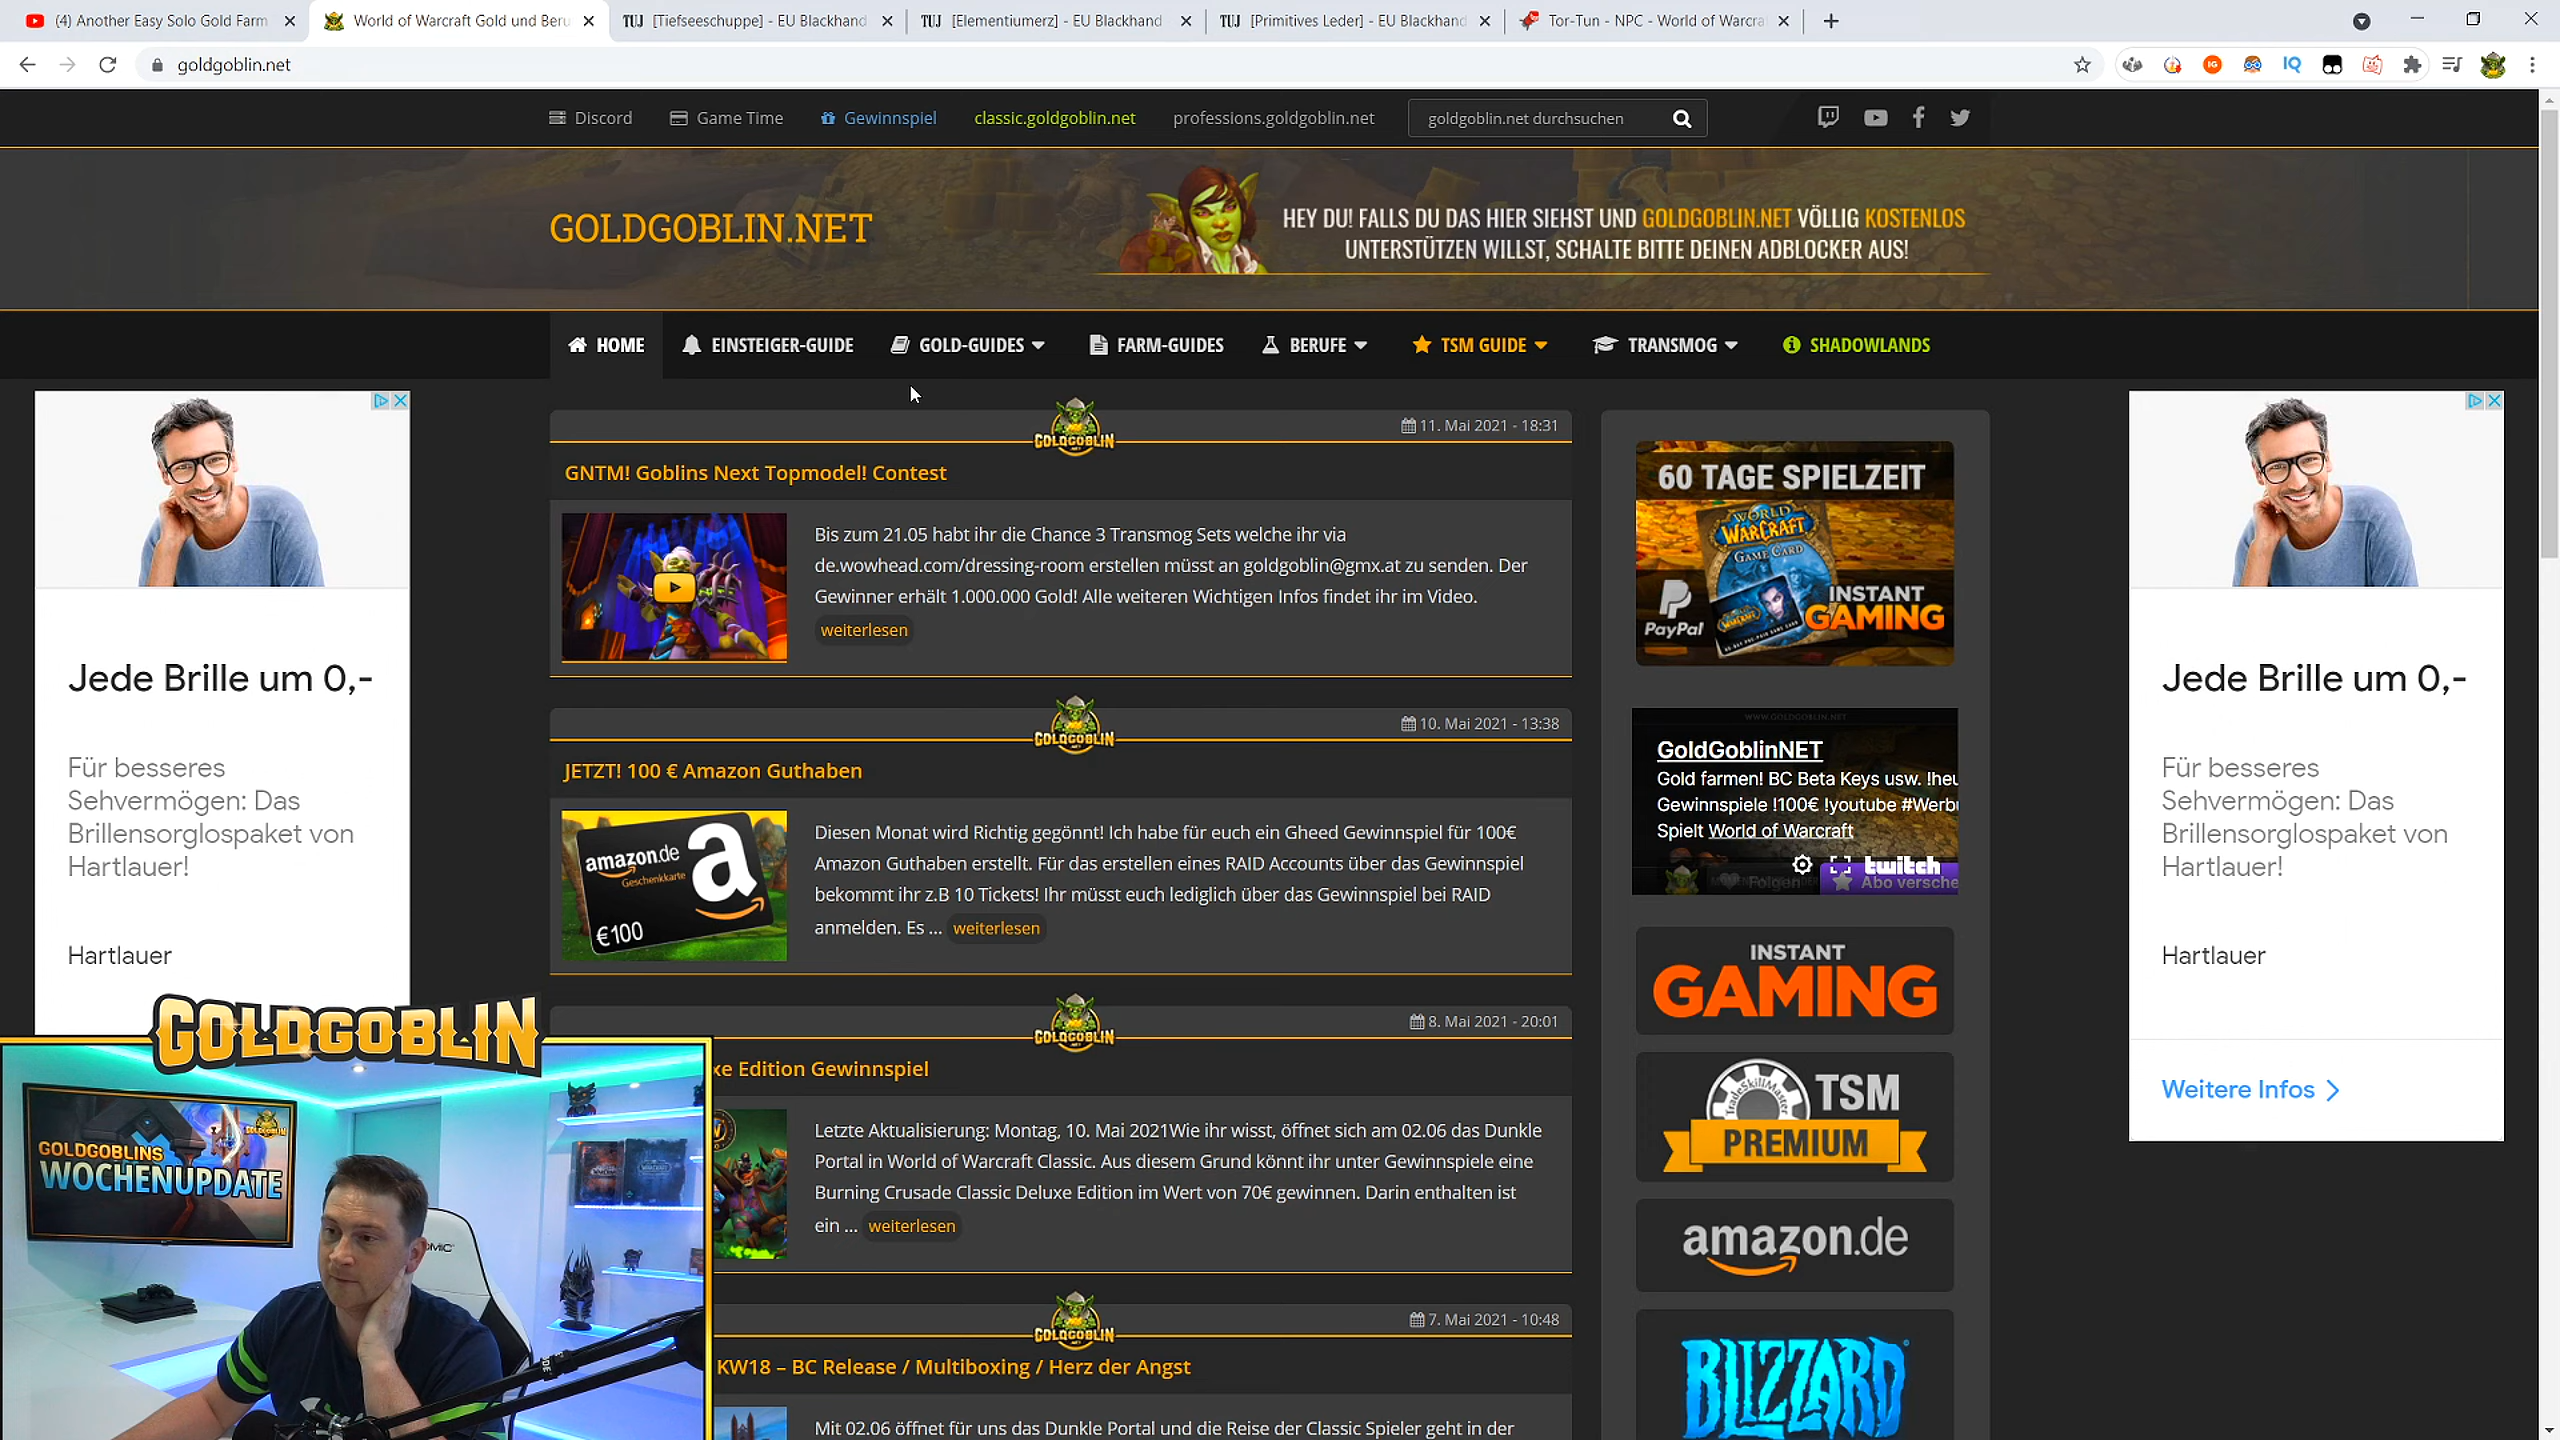 (4) Another Easy Solo Gold Farm
World of Warcraft Gold und Beru
TUJ [Tiefseeschuppe] - EU Blackhand
TUJ [Elementiumerz] - EU Blackhand
TUJ [Primitives Leder] - EU Blackhand
Tor-Tun - NPC - World of Warcra
goldgoblin.net
Discord
Game Time
Gewinnspiel
classic.goldgoblin.net
professions.goldgoblin.net
goldgoblin.net durchsuchen
GOLDGOBLIN.NET
HEY DU! FALLS DU DAS HIER SIEHST UND GOLDGOBLIN.NET VÖLLIG KOSTENLOS
UNTERSTÜTZEN WILLST, SCHALTE BITTE DEINEN ADBLOCKER AUS!
HOME
EINSTEIGER-GUIDE
GOLD-GUIDES
FARM-GUIDES
BERUFE
TSM GUIDE
TRANSMOG
SHADOWLANDS
Jede Brille um 0,-
Für besseres
Sehvermögen: Das
Brillensorglospaket von
Hartlauer!
Hartlauer
GOLDGOBLIN
11. Mai 2021 - 18:31
GNTM! Goblins Next Topmodel! Contest
Bis zum 21.05 habt ihr die Chance 3 Transmog Sets welche ihr via
de.wowhead.com/dressing-room erstellen müsst an goldgoblin@gmx.at zu senden. Der
Gewinner erhält 1.000.000 Gold! Alle weiteren Wichtigen Infos findet ihr im Video.
weiterlesen
GOLDGOBLIN
10. Mai 2021 - 13:38
JETZT! 100 € Amazon Guthaben
amazon.de
Geschenkkarte
a
€100
Diesen Monat wird Richtig gegönnt! Ich habe für euch ein Gheed Gewinnspiel für 100€
Amazon Guthaben erstellt. Für das erstellen eines RAID Accounts über das Gewinnspiel
bekommt ihr z.B 10 Tickets! Ihr müsst euch lediglich über das Gewinnspiel bei RAID
anmelden. Es ... weiterlesen
GOLDGOBLIN
8. Mai 2021 - 20:01
xe Edition Gewinnspiel
Letzte Aktualisierung: Montag, 10. Mai 2021Wie ihr wisst, öffnet sich am 02.06 das Dunkle
Portal in World of Warcraft Classic. Aus diesem Grund könnt ihr unter Gewinnspiele eine
Burning Crusade Classic Deluxe Edition im Wert von 70€ gewinnen. Darin enthalten ist
ein ... weiterlesen
GOLDGOBLIN
7. Mai 2021 - 10:48
KW18 – BC Release / Multiboxing / Herz der Angst
Mit 02.06 öffnet für uns das Dunkle Portal und die Reise der Classic Spieler geht in der
60 TAGE SPIELZEIT
WORLD
WARCRAFT
GAME CARD
PayPal
INSTANT
GAMING
WWW.GOLDGOBLIN.NET
GoldGoblinNET
Gold farmen! BC Beta Keys usw. !heu
Gewinnspiele !100€ !youtube #Werbu
Spielt World of Warcraft
twitch
Folgen
Abo versche
INSTANT
GAMING
TradeSkillMaster
TSM
PREMIUM
amazon.de
BLIZZARD
Jede Brille um 0,-
Für besseres
Sehvermögen: Das
Brillensorglospaket von
Hartlauer!
Hartlauer
Weitere Infos
GOLDGOBLIN
GOLDGOBLINS
WOCHENUPDATE